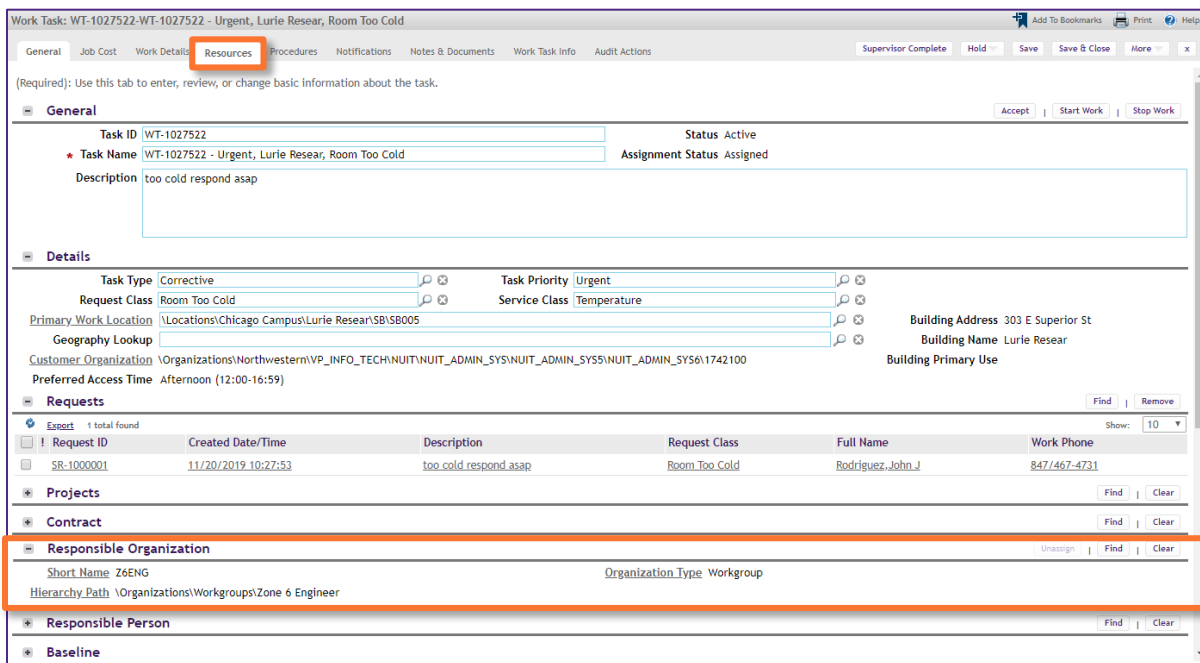 Work Task: WT-1027522-WT-1027522 - Urgent, Lurie Resear, Room Too Cold Add To Bookmarks Print Help
General Job Cost Work Details Resources Procedures Notifications Notes & Documents Work Task Info Audit Actions Supervisor Complete Hold Save Save & Close More x
(Required): Use this tab to enter, review, or change basic information about the task.
General Accept | Start Work | Stop Work
Task ID WT-1027522 Status Active
* Task Name WT-1027522 - Urgent, Lurie Resear, Room Too Cold Assignment Status Assigned
Description too cold respond asap
Details
Task Type Corrective Task Priority Urgent
Request Class Room Too Cold Service Class Temperature
Primary Work Location \Locations\Chicago Campus\Lurie Resear\SB\SB005 Building Address 303 E Superior St
Geography Lookup Building Name Lurie Resear
Customer Organization \Organizations\Northwestern\VP_INFO_TECH\NUIT\NUIT_ADMIN_SYS\NUIT_ADMIN_SYS5\NUIT_ADMIN_SYS6\1742100 Building Primary Use
Preferred Access Time Afternoon (12:00-16:59)
Requests Find | Remove
Export 1 total found Show: 10
! Request ID Created Date/Time Description Request Class Full Name Work Phone
SR-1000001 11/20/2019 10:27:53 too cold respond asap Room Too Cold Rodriguez,John J 847/467-4731
Projects Find | Clear
Contract Find | Clear
Responsible Organization Unassign | Find | Clear
Short Name Z6ENG Organization Type Workgroup
Hierarchy Path \Organizations\Workgroups\Zone 6 Engineer
Responsible Person Find | Clear
Baseline